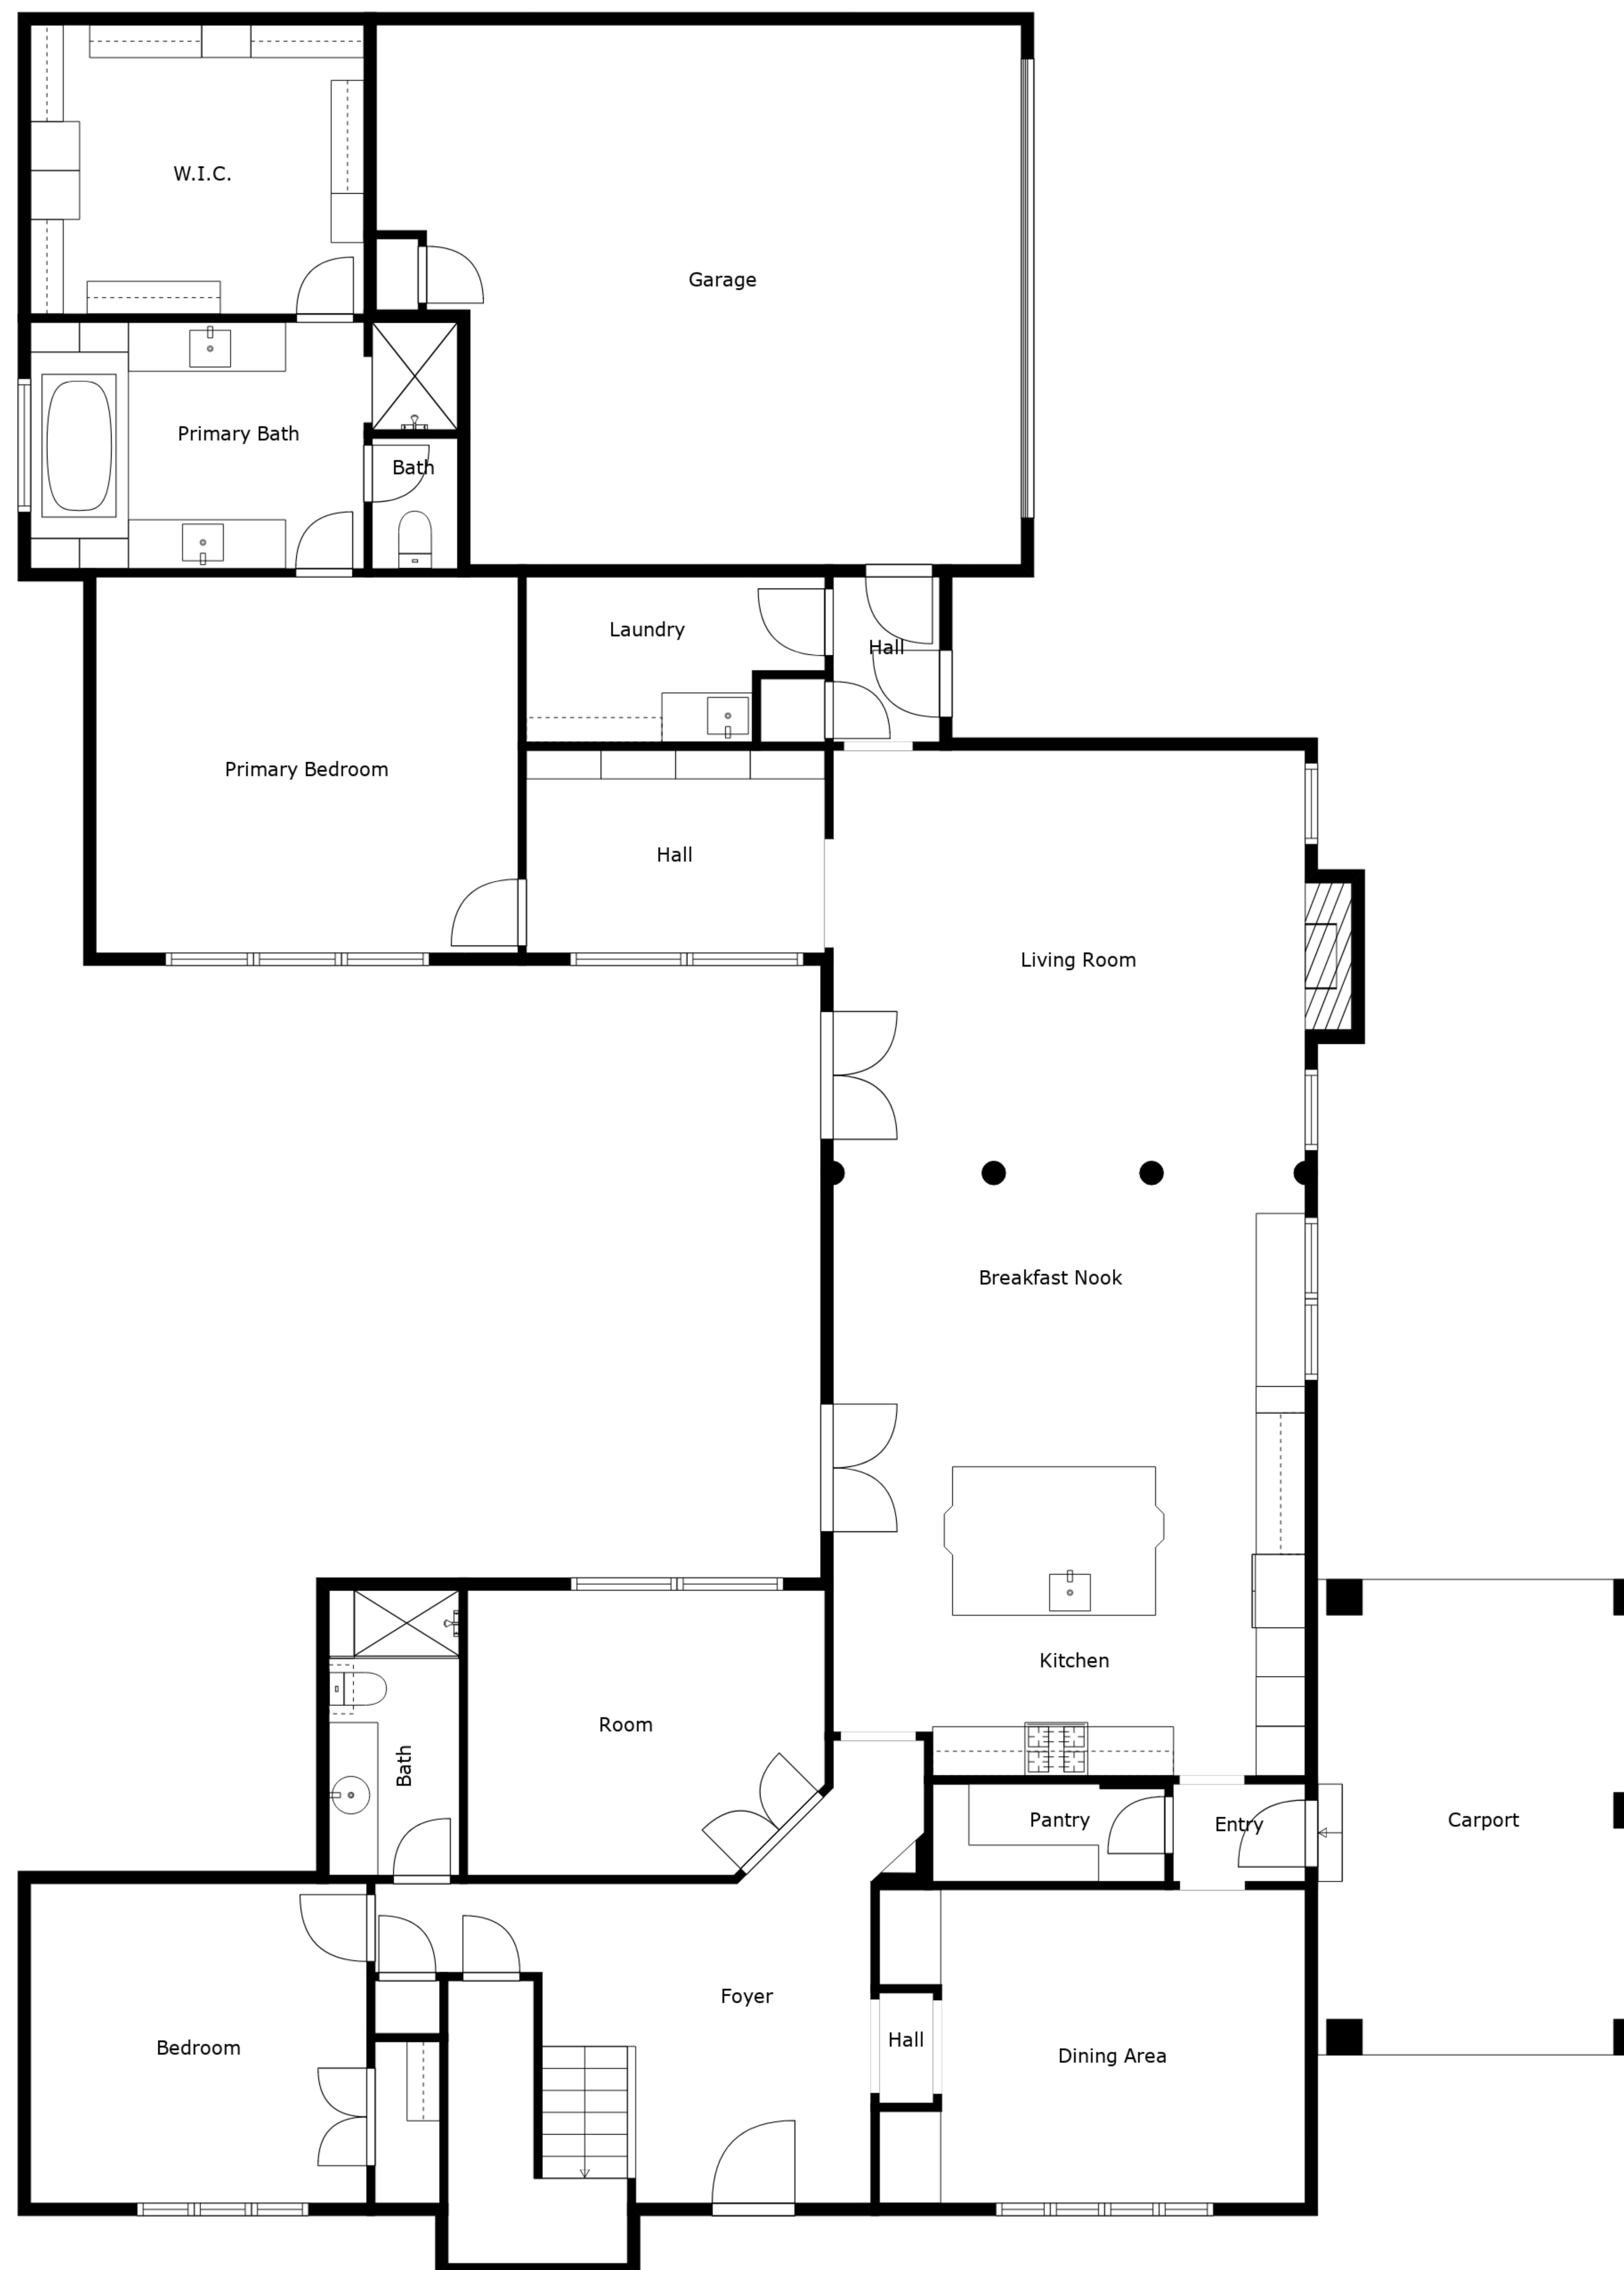 W.I.C.
Garage
Primary Bath
Bath
Laundry
Hall
Primary Bedroom
Hall
Living Room
Breakfast Nook
Kitchen
Room
Bath
Pantry
Entry
Carport
Foyer
Hall
Bedroom
Dining Area